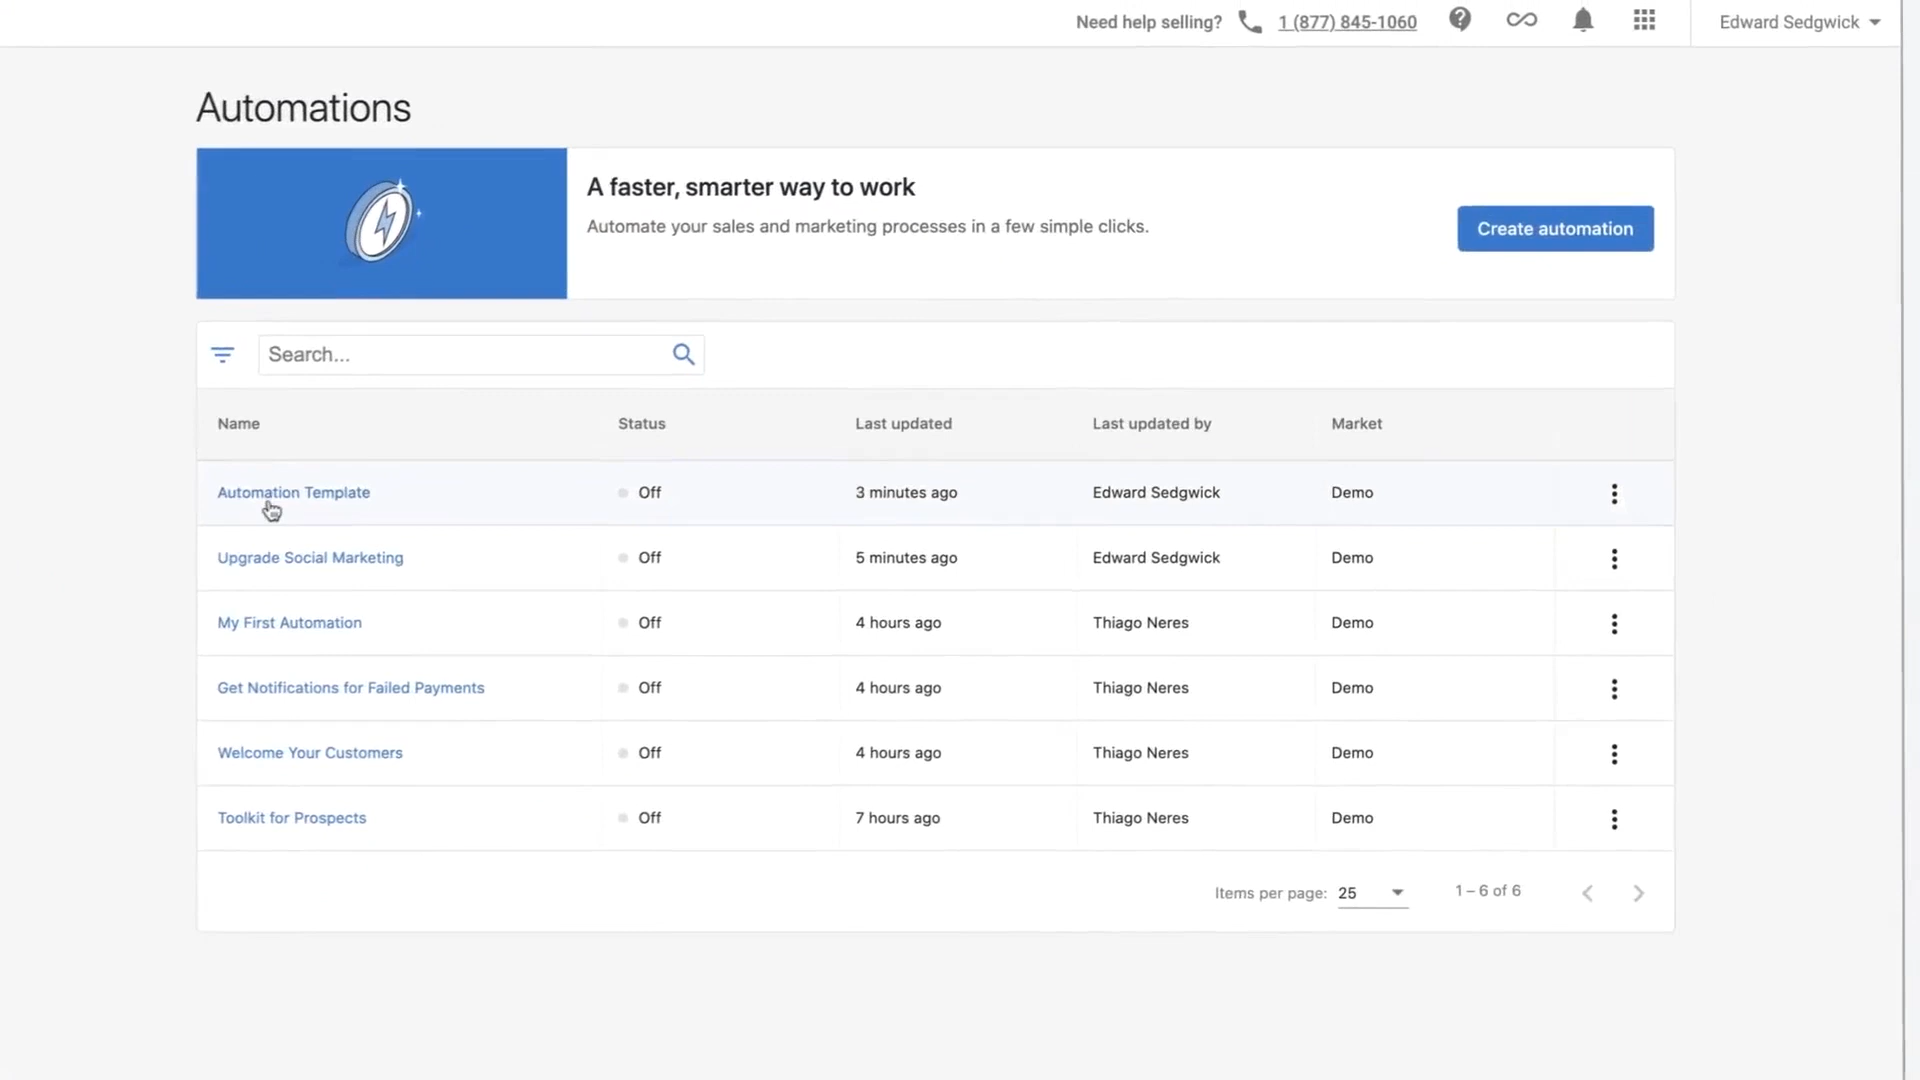 Need help selling? 1 (877) 845-1060 Edward Sedgwick
Automations
A faster, smarter way to work
Automate your sales and marketing processes in a few simple clicks.
Create automation
Search...
Name Status Last updated Last updated by Market
Automation Template Off 3 minutes ago Edward Sedgwick Demo
Upgrade Social Marketing Off 5 minutes ago Edward Sedgwick Demo
My First Automation Off 4 hours ago Thiago Neres Demo
Get Notifications for Failed Payments Off 4 hours ago Thiago Neres Demo
Welcome Your Customers Off 4 hours ago Thiago Neres Demo
Toolkit for Prospects Off 7 hours ago Thiago Neres Demo
Items per page: 25 1 – 6 of 6